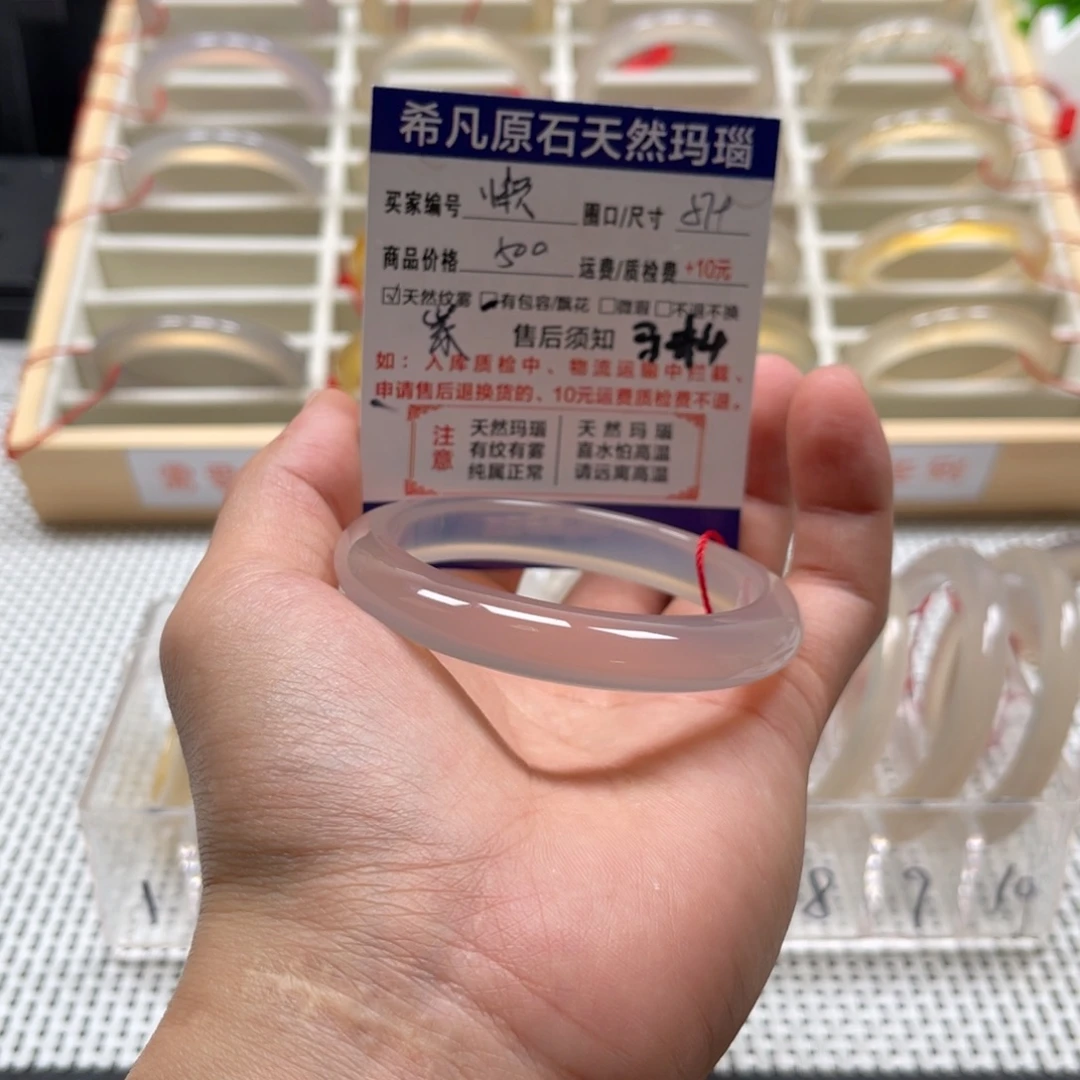 希凡原石天然玛瑙
买家编号 懒 圈口/尺寸
商品价格 500 运费/质检费 +10元
☑天然纹雾 有包容/飘花 □微瑕 □不退不换
紫 售后须知
如：入库质检中、物流运输中拦截、
申请售后退换货的、10元运费质检费不退。
注意
天然玛瑙
有纹有雾
纯属正常
天然玛瑙
喜水怕高温
请远离高温
1
8
9
10